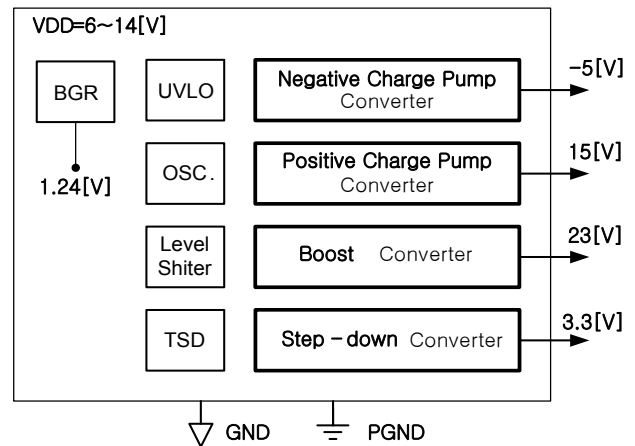 VDD=6~14[V]
BGR
1.24[V]
UVLO
OSC.
Level
Shiter
TSD
Negative Charge Pump
Converter
Positive Charge Pump
Converter
Boost Converter
Step-down Converter
-5[V]
15[V]
23[V]
3.3[V]
GND
PGND